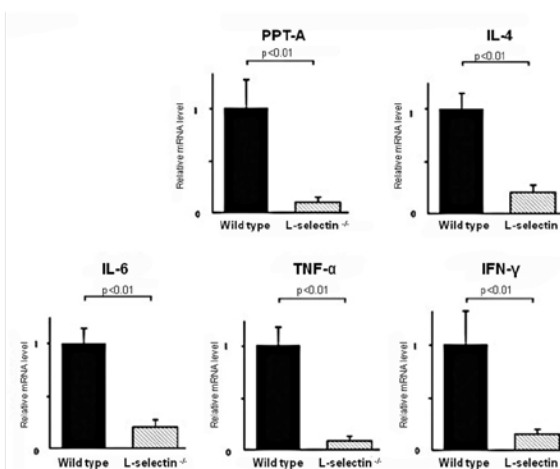 PPT-A
p<0.01
Relative mRNA level
1
0
Wild type L-selectin -/-
IL-4
p<0.01
Relative mRNA level
1
0
Wild type L-selectin
IL-6
p<0.01
Relative mRNA level
1
0
Wild type L-selectin -/-
TNF-α
p<0.01
Relative mRNA level
1
0
Wild type L-selectin -/-
IFN-γ
p<0.01
Relative mRNA level
1
0
Wild type L-selectin